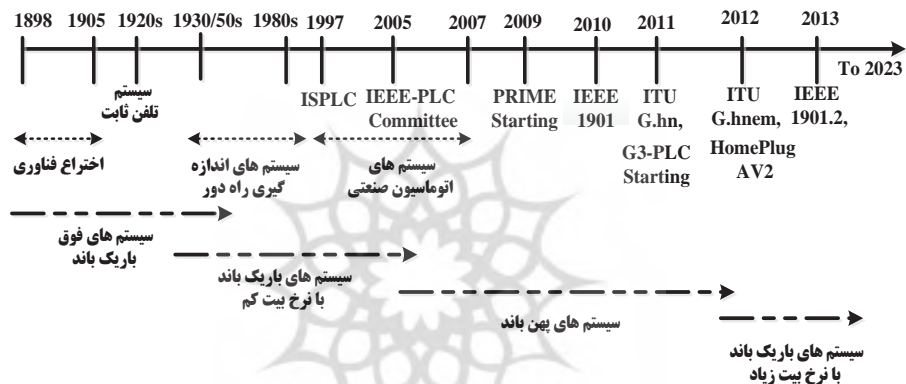 1898 1905 1920s 1930/50s 1980s 1997 2005 2007 2009 2010 2011 2012 2013
To 2023
سیستم
تلفن ثابت
ISPLC
IEEE-PLC
Committee
PRIME
Starting
IEEE
1901
ITU
G.hn,
G3-PLC
Starting
ITU
G.hnem,
HomePlug
AV2
IEEE
1901.2,
اختراع فناوری
سیستم های اندازه
گیری راه دور
سیستم های
اتوماسیون صنعتی
سیستم های فوق
باریک باند
سیستم های باریک باند
با نرخ بیت کم
سیستم های پهن باند
سیستم های باریک باند
با نرخ بیت زیاد